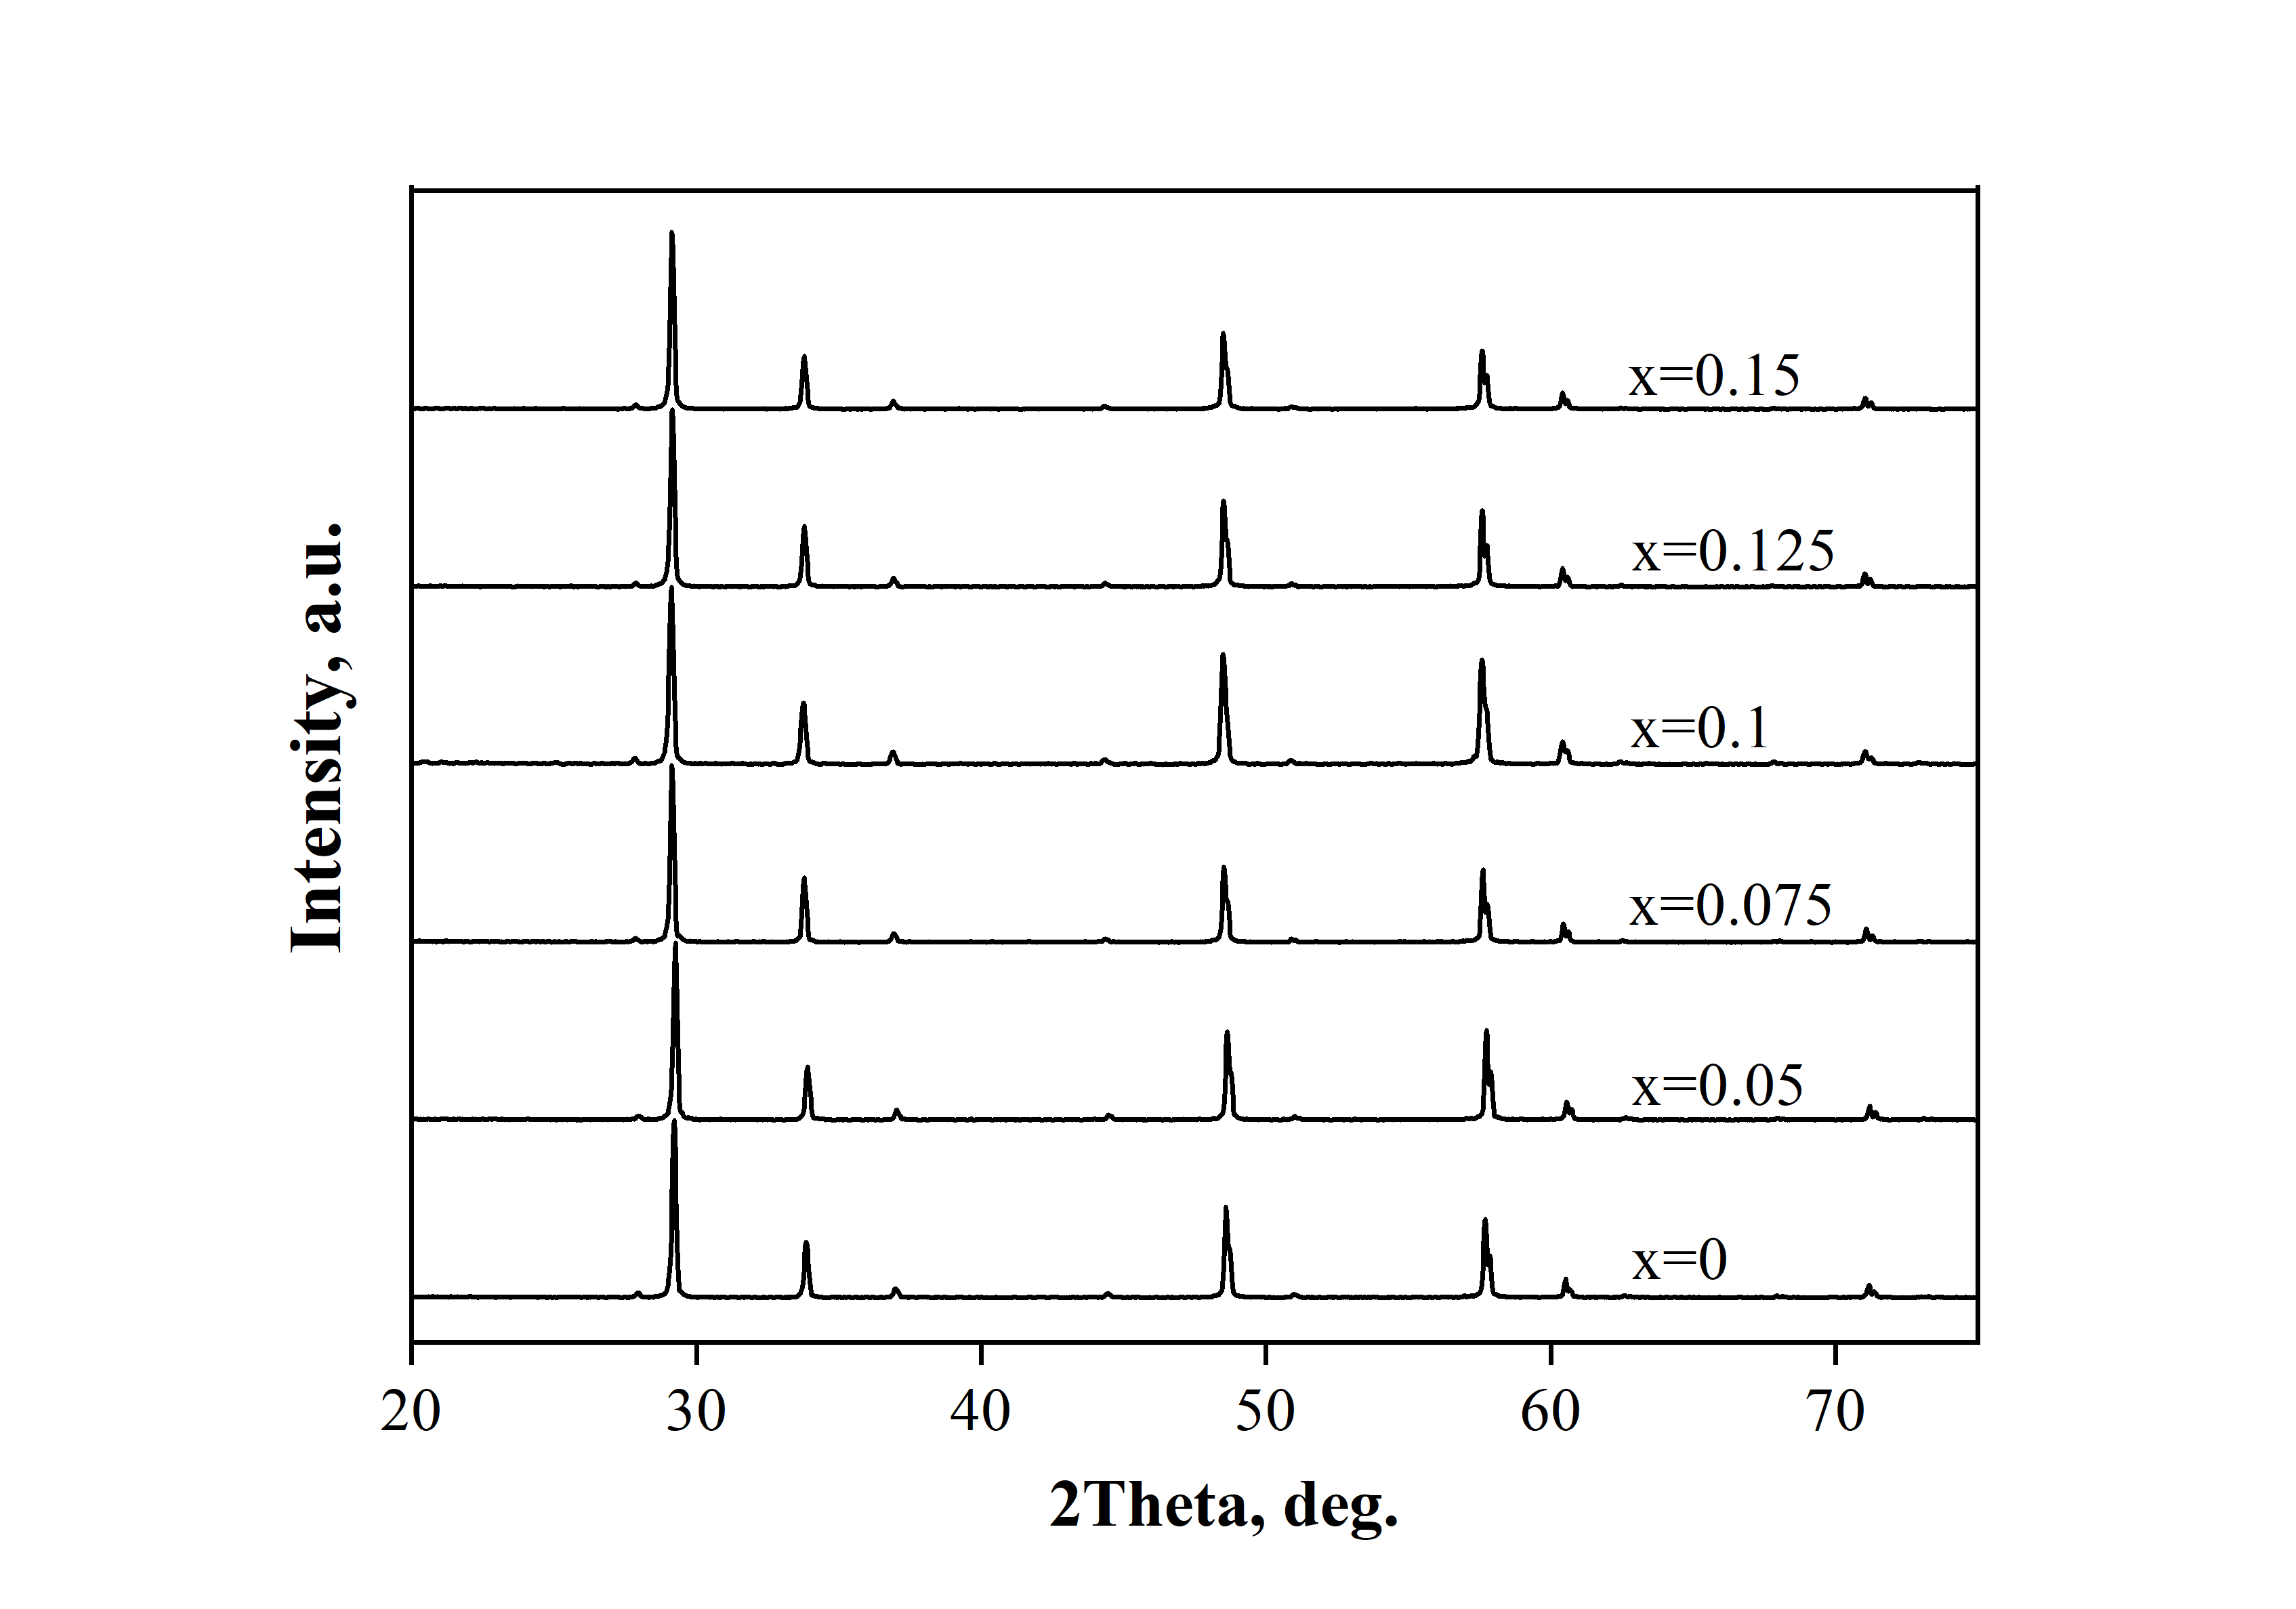 x=0.15
x=0.125
x=0.1
x=0.075
x=0.05
x=0
Intensity, a.u.
20 30 40 50 60 70
2Theta, deg.